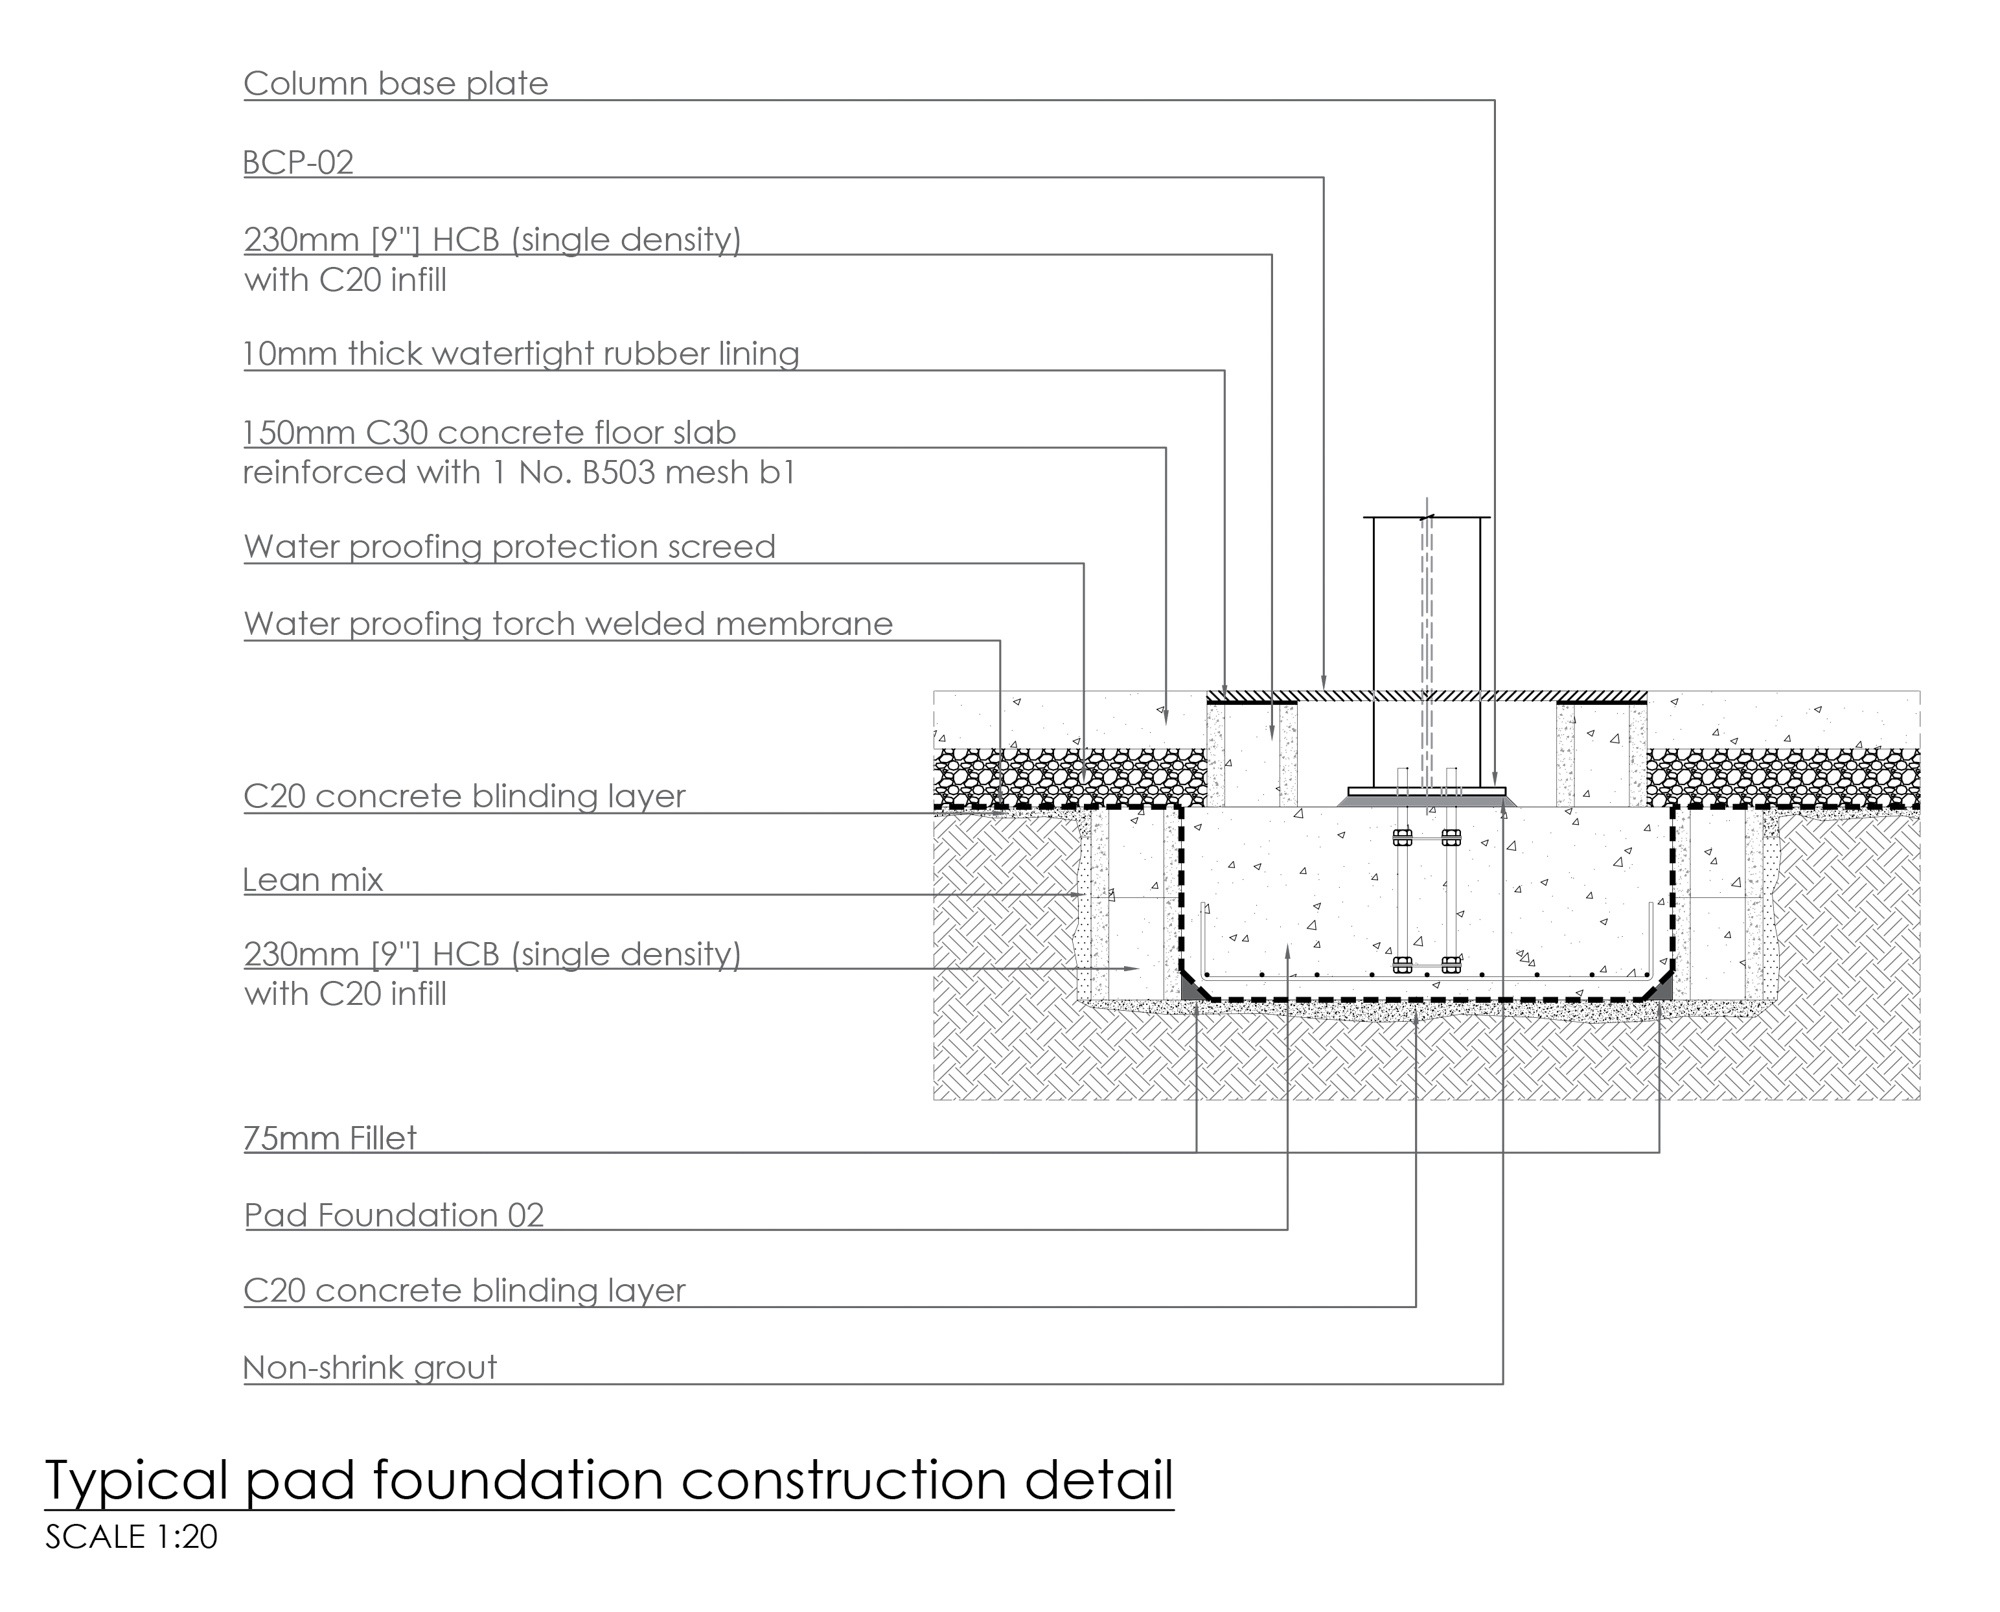 Column base plate
BCP-02
230mm [9"] HCB (single density)
with C20 infill
10mm thick watertight rubber lining
150mm C30 concrete floor slab
reinforced with 1 No. B503 mesh b1
Water proofing protection screed
Water proofing torch welded membrane
C20 concrete blinding layer
Lean mix
230mm [9"] HCB (single density)
with C20 infill
75mm Fillet
Pad Foundation 02
C20 concrete blinding layer
Non-shrink grout
Typical pad foundation construction detail
SCALE 1:20